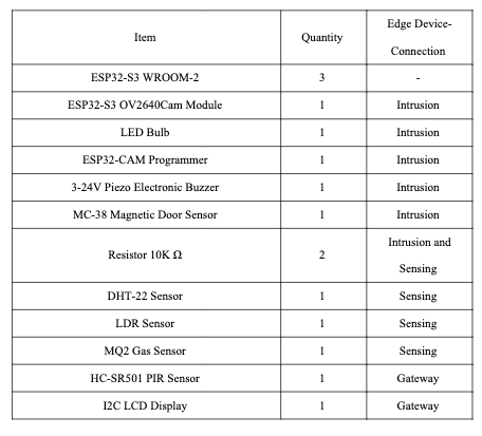 Item Quantity Edge Device-
Connection
ESP32-S3 WROOM-2 3 -
ESP32-S3 OV2640Cam Module 1 Intrusion
LED Bulb 1 Intrusion
ESP32-CAM Programmer 1 Intrusion
3-24V Piezo Electronic Buzzer 1 Intrusion
MC-38 Magnetic Door Sensor 1 Intrusion
Resistor 10K Ω 2 Intrusion and
Sensing
DHT-22 Sensor 1 Sensing
LDR Sensor 1 Sensing
MQ2 Gas Sensor 1 Sensing
HC-SR501 PIR Sensor 1 Gateway
I2C LCD Display 1 Gateway